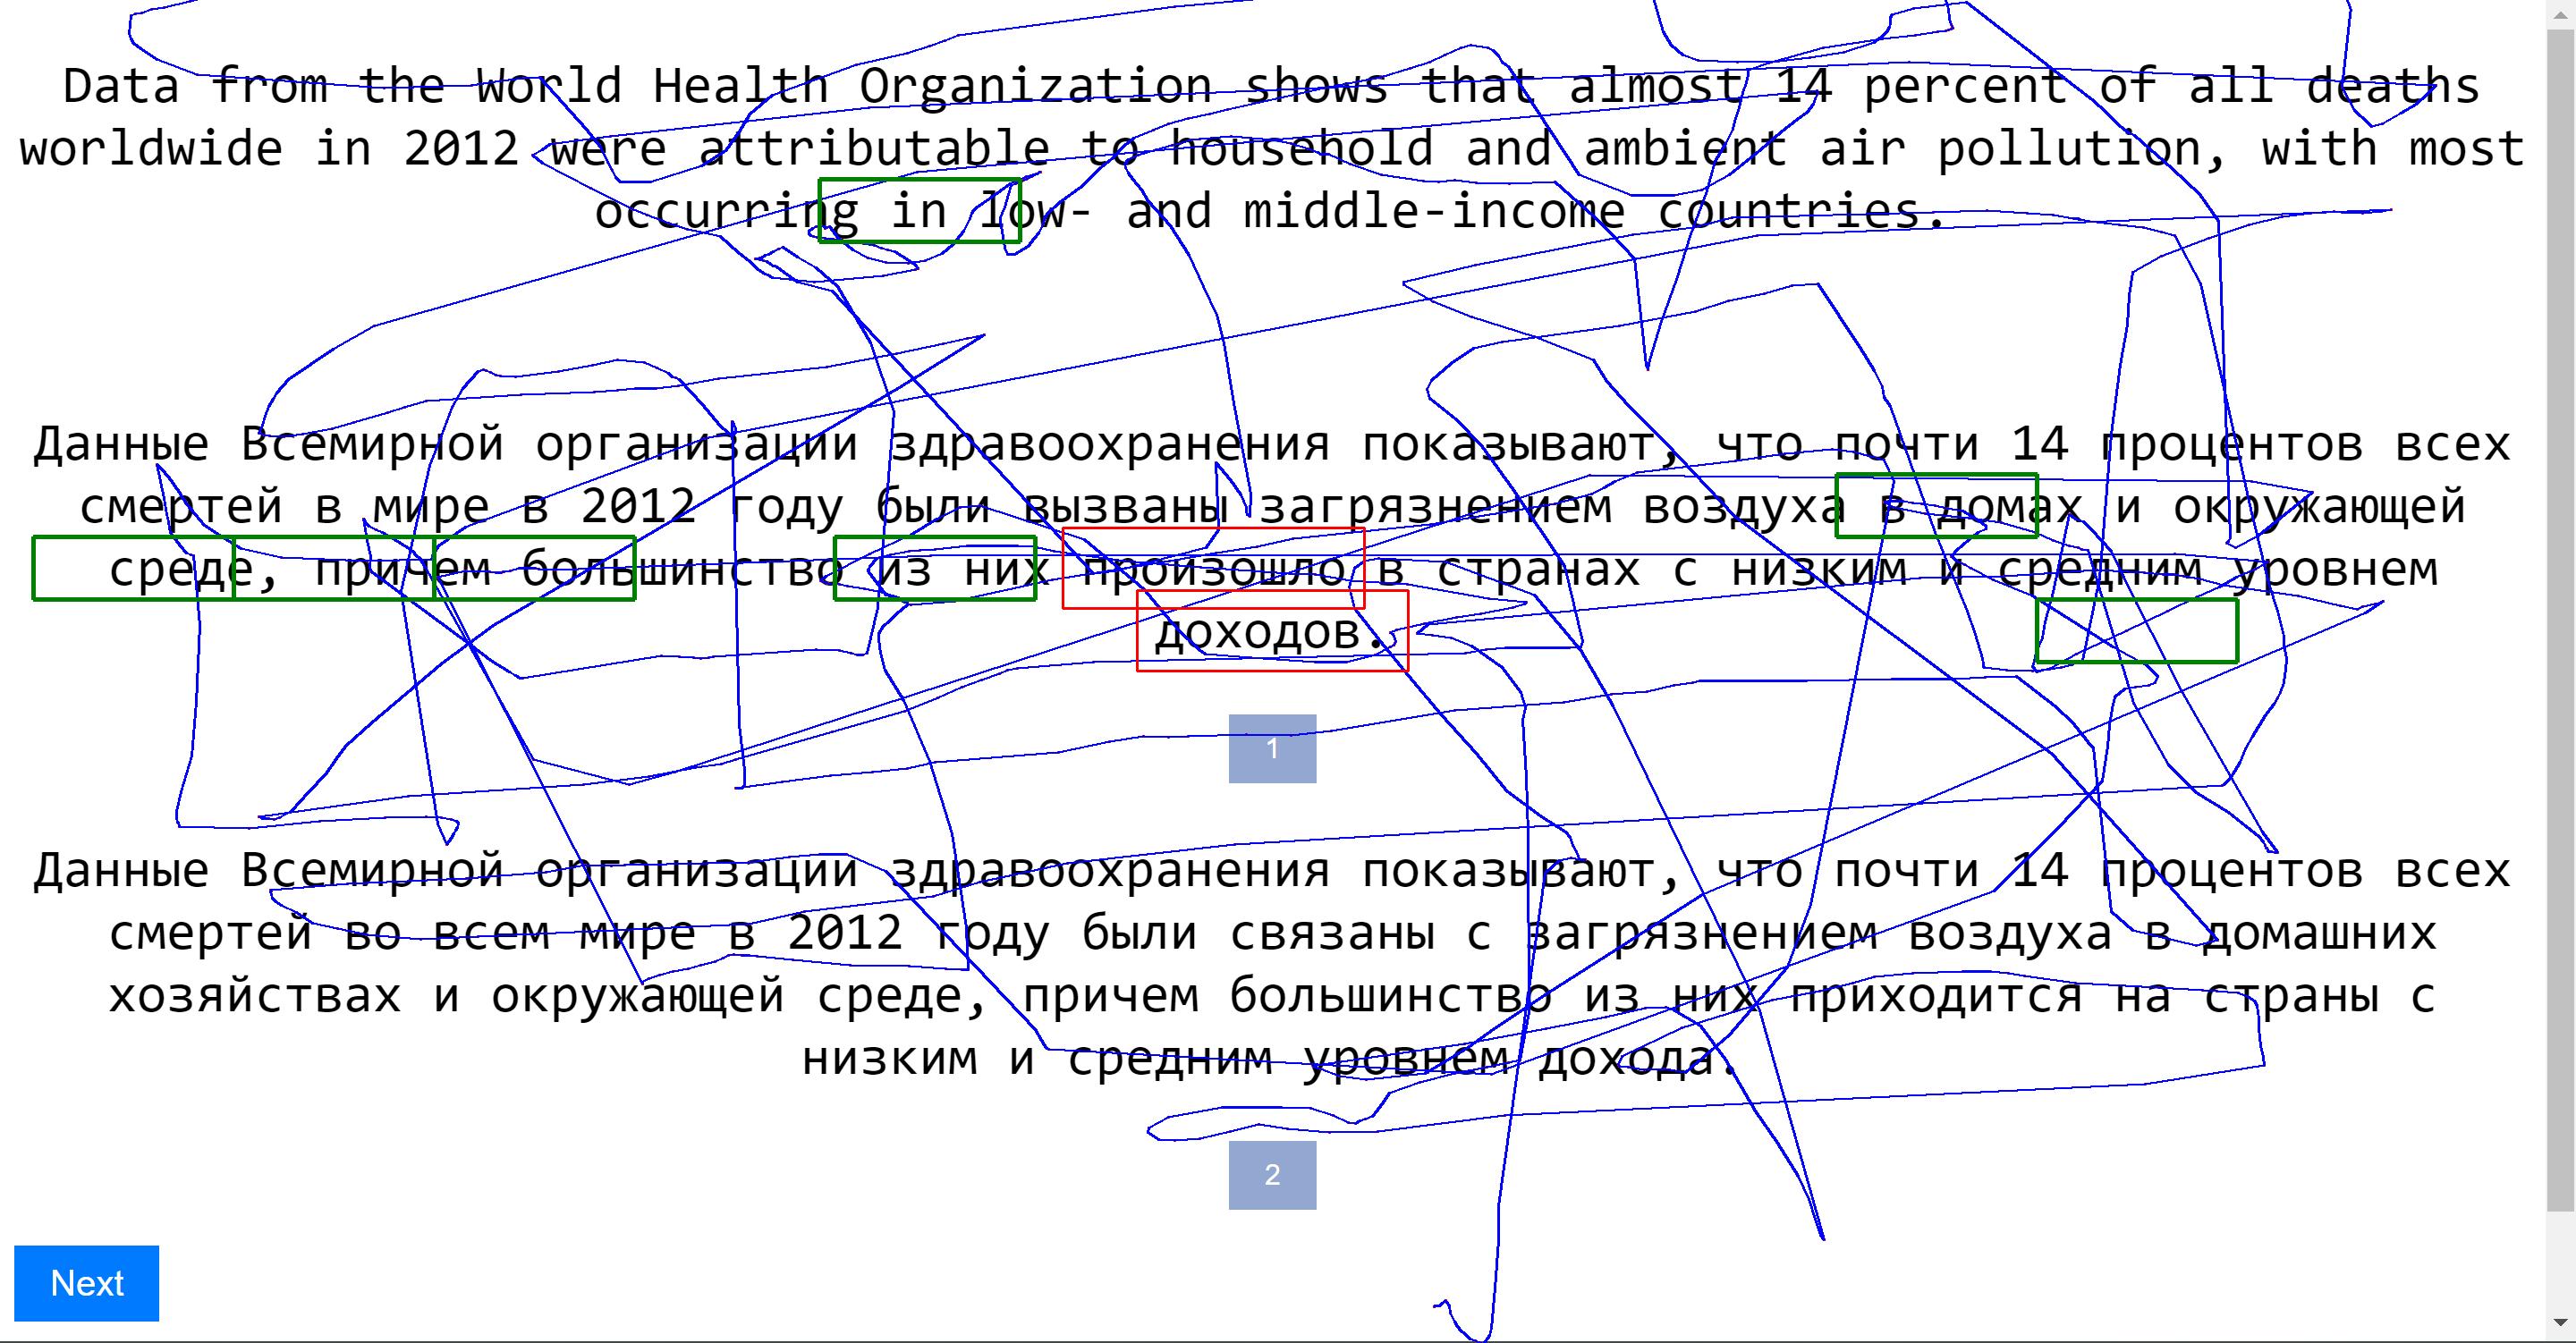 Data from the World Health Organization shows that almost 14 percent of all deaths
worldwide in 2012 were attributable to household and ambient air pollution, with most
occurring in low- and middle-income countries.
Данные Всемирной организации здравоохранения показывают, что почти 14 процентов всех
смертей в мире в 2012 году были вызваны загрязнением воздуха в домах и окружающей
среде, причем большинство из них произошло в странах с низким и средним уровнем
доходов.
1
Данные Всемирной организации здравоохранения показывают, что почти 14 процентов всех
смертей во всем мире в 2012 году были связаны с загрязнением воздуха в домашних
хозяйствах и окружающей среде, причем большинство из них приходится на страны с
низким и средним уровнем дохода.
2
Next